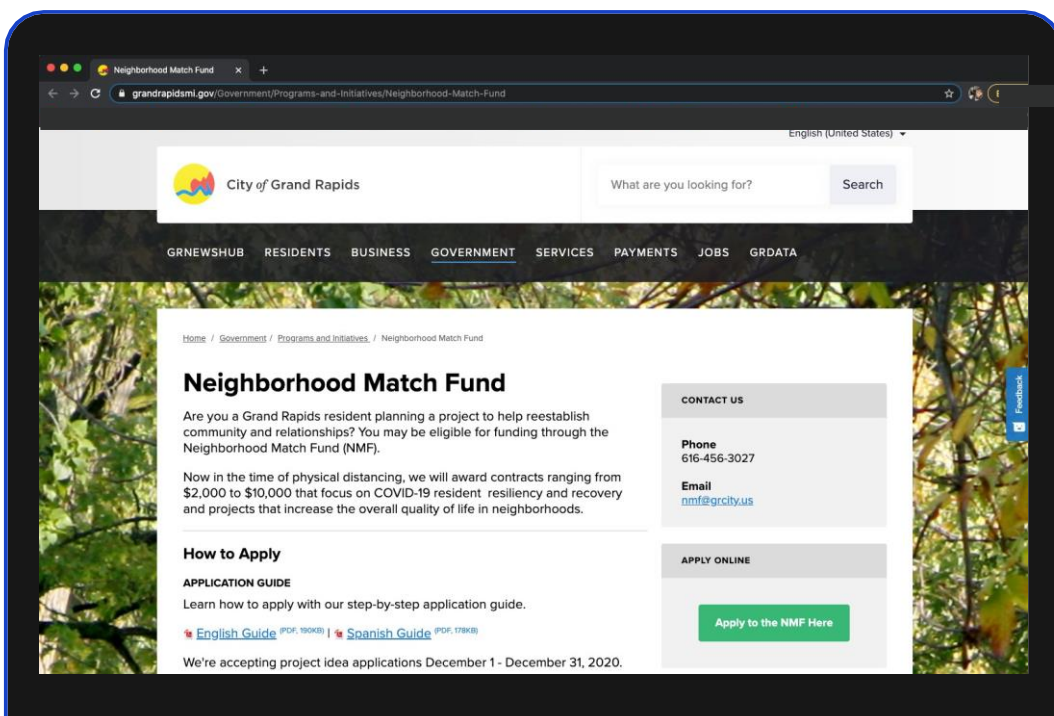 Neighborhood Match Fund
grandrapidsmi.gov/Government/Programs-and-Initiatives/Neighborhood-Match-Fund
English (United States)
City of Grand Rapids
What are you looking for?
Search
GRNEWSHUB RESIDENTS BUSINESS GOVERNMENT SERVICES PAYMENTS JOBS GRDATA
Home / Government / Programs and Initiatives / Neighborhood Match Fund
Neighborhood Match Fund
Are you a Grand Rapids resident planning a project to help reestablish
community and relationships? You may be eligible for funding through the
Neighborhood Match Fund (NMF).
Now in the time of physical distancing, we will award contracts ranging from
$2,000 to $10,000 that focus on COVID-19 resident resiliency and recovery
and projects that increase the overall quality of life in neighborhoods.
How to Apply
APPLICATION GUIDE
Learn how to apply with our step-by-step application guide.
English Guide (PDF, 190KB) | Spanish Guide (PDF, 178KB)
We're accepting project idea applications December 1 - December 31, 2020.
CONTACT US
Phone
616-456-3027
Email
nmf@grcity.us
APPLY ONLINE
Apply to the NMF Here
Feedback